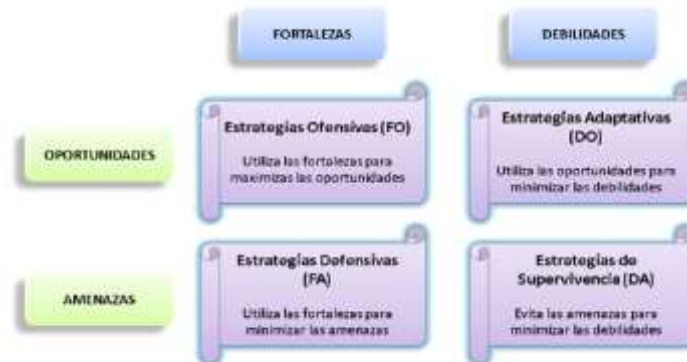 FORTALEZAS
DEBILIDADES
OPORTUNIDADES
Estrategias Ofensivas (FO)
Utiliza las fortalezas para
maximizas las oportunidades
Estrategias Adaptativas
(DO)
Utiliza las oportunidades para
minimizar las debilidades
AMENAZAS
Estrategias Defensivas
(FA)
Utiliza las fortalezas para
minimizar las amenazas
Estrategias de
Supervivencia (DA)
Evita las amenazas para
minimizar las debilidades